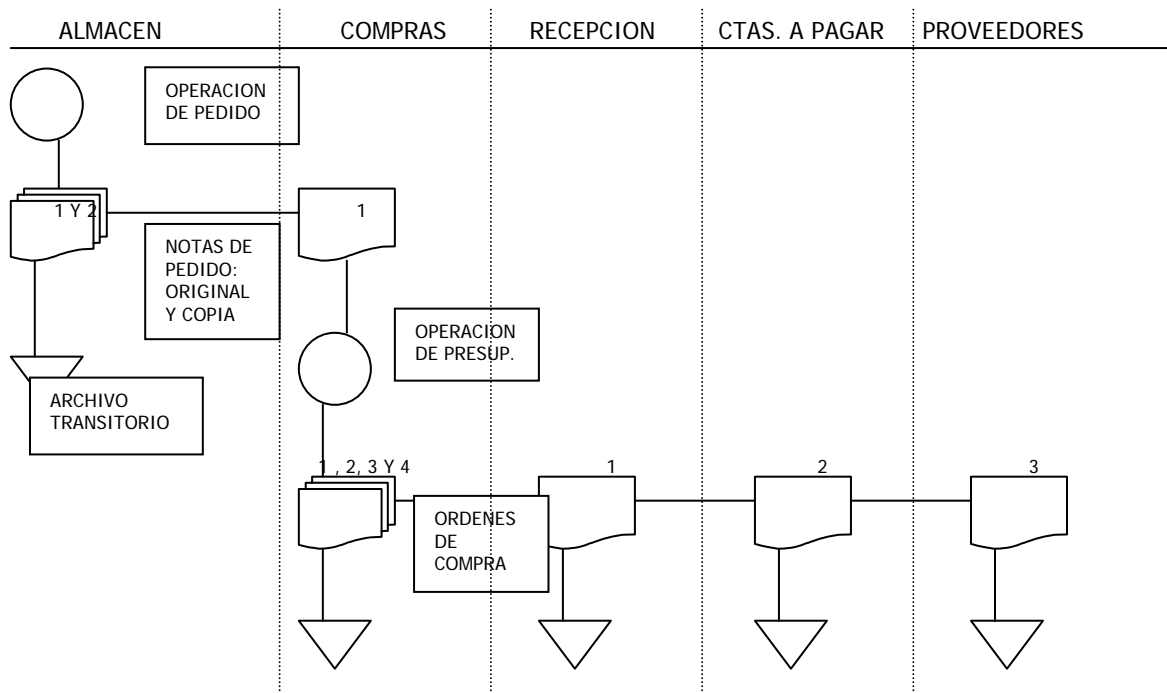 ALMACEN
COMPRAS
RECEPCION
CTAS. A PAGAR
PROVEEDORES
OPERACION
DE PEDIDO
1 Y 2
1
NOTAS DE
PEDIDO:
ORIGINAL
Y COPIA
OPERACION
DE PRESUP.
ARCHIVO
TRANSITORIO
1 , 2, 3 Y 4
1
2
3
ORDENES
DE
COMPRA